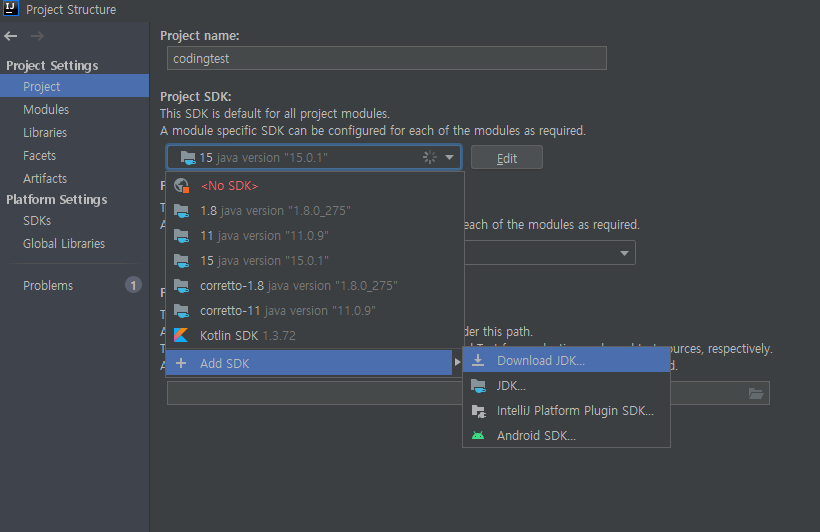 IJ Project Structure
Project name:
codingtest
Project Settings
Project
Modules
Libraries
Facets
Artifacts
Platform Settings
SDKs
Global Libraries
Problems 1
Project SDK:
This SDK is default for all project modules.
A module specific SDK can be configured for each of the modules as required.
15 java version "15.0.1"
Edit
<No SDK>
1.8 java version "1.8.0_275"
11 java version "11.0.9"
15 java version "15.0.1"
corretto-1.8 java version "1.8.0_275"
corretto-11 java version "11.0.9"
Kotlin SDK 1.3.72
Add SDK
each of the modules as required.
der this path.
ources, respectively.
Download JDK...
JDK...
IntelliJ Platform Plugin SDK...
Android SDK...